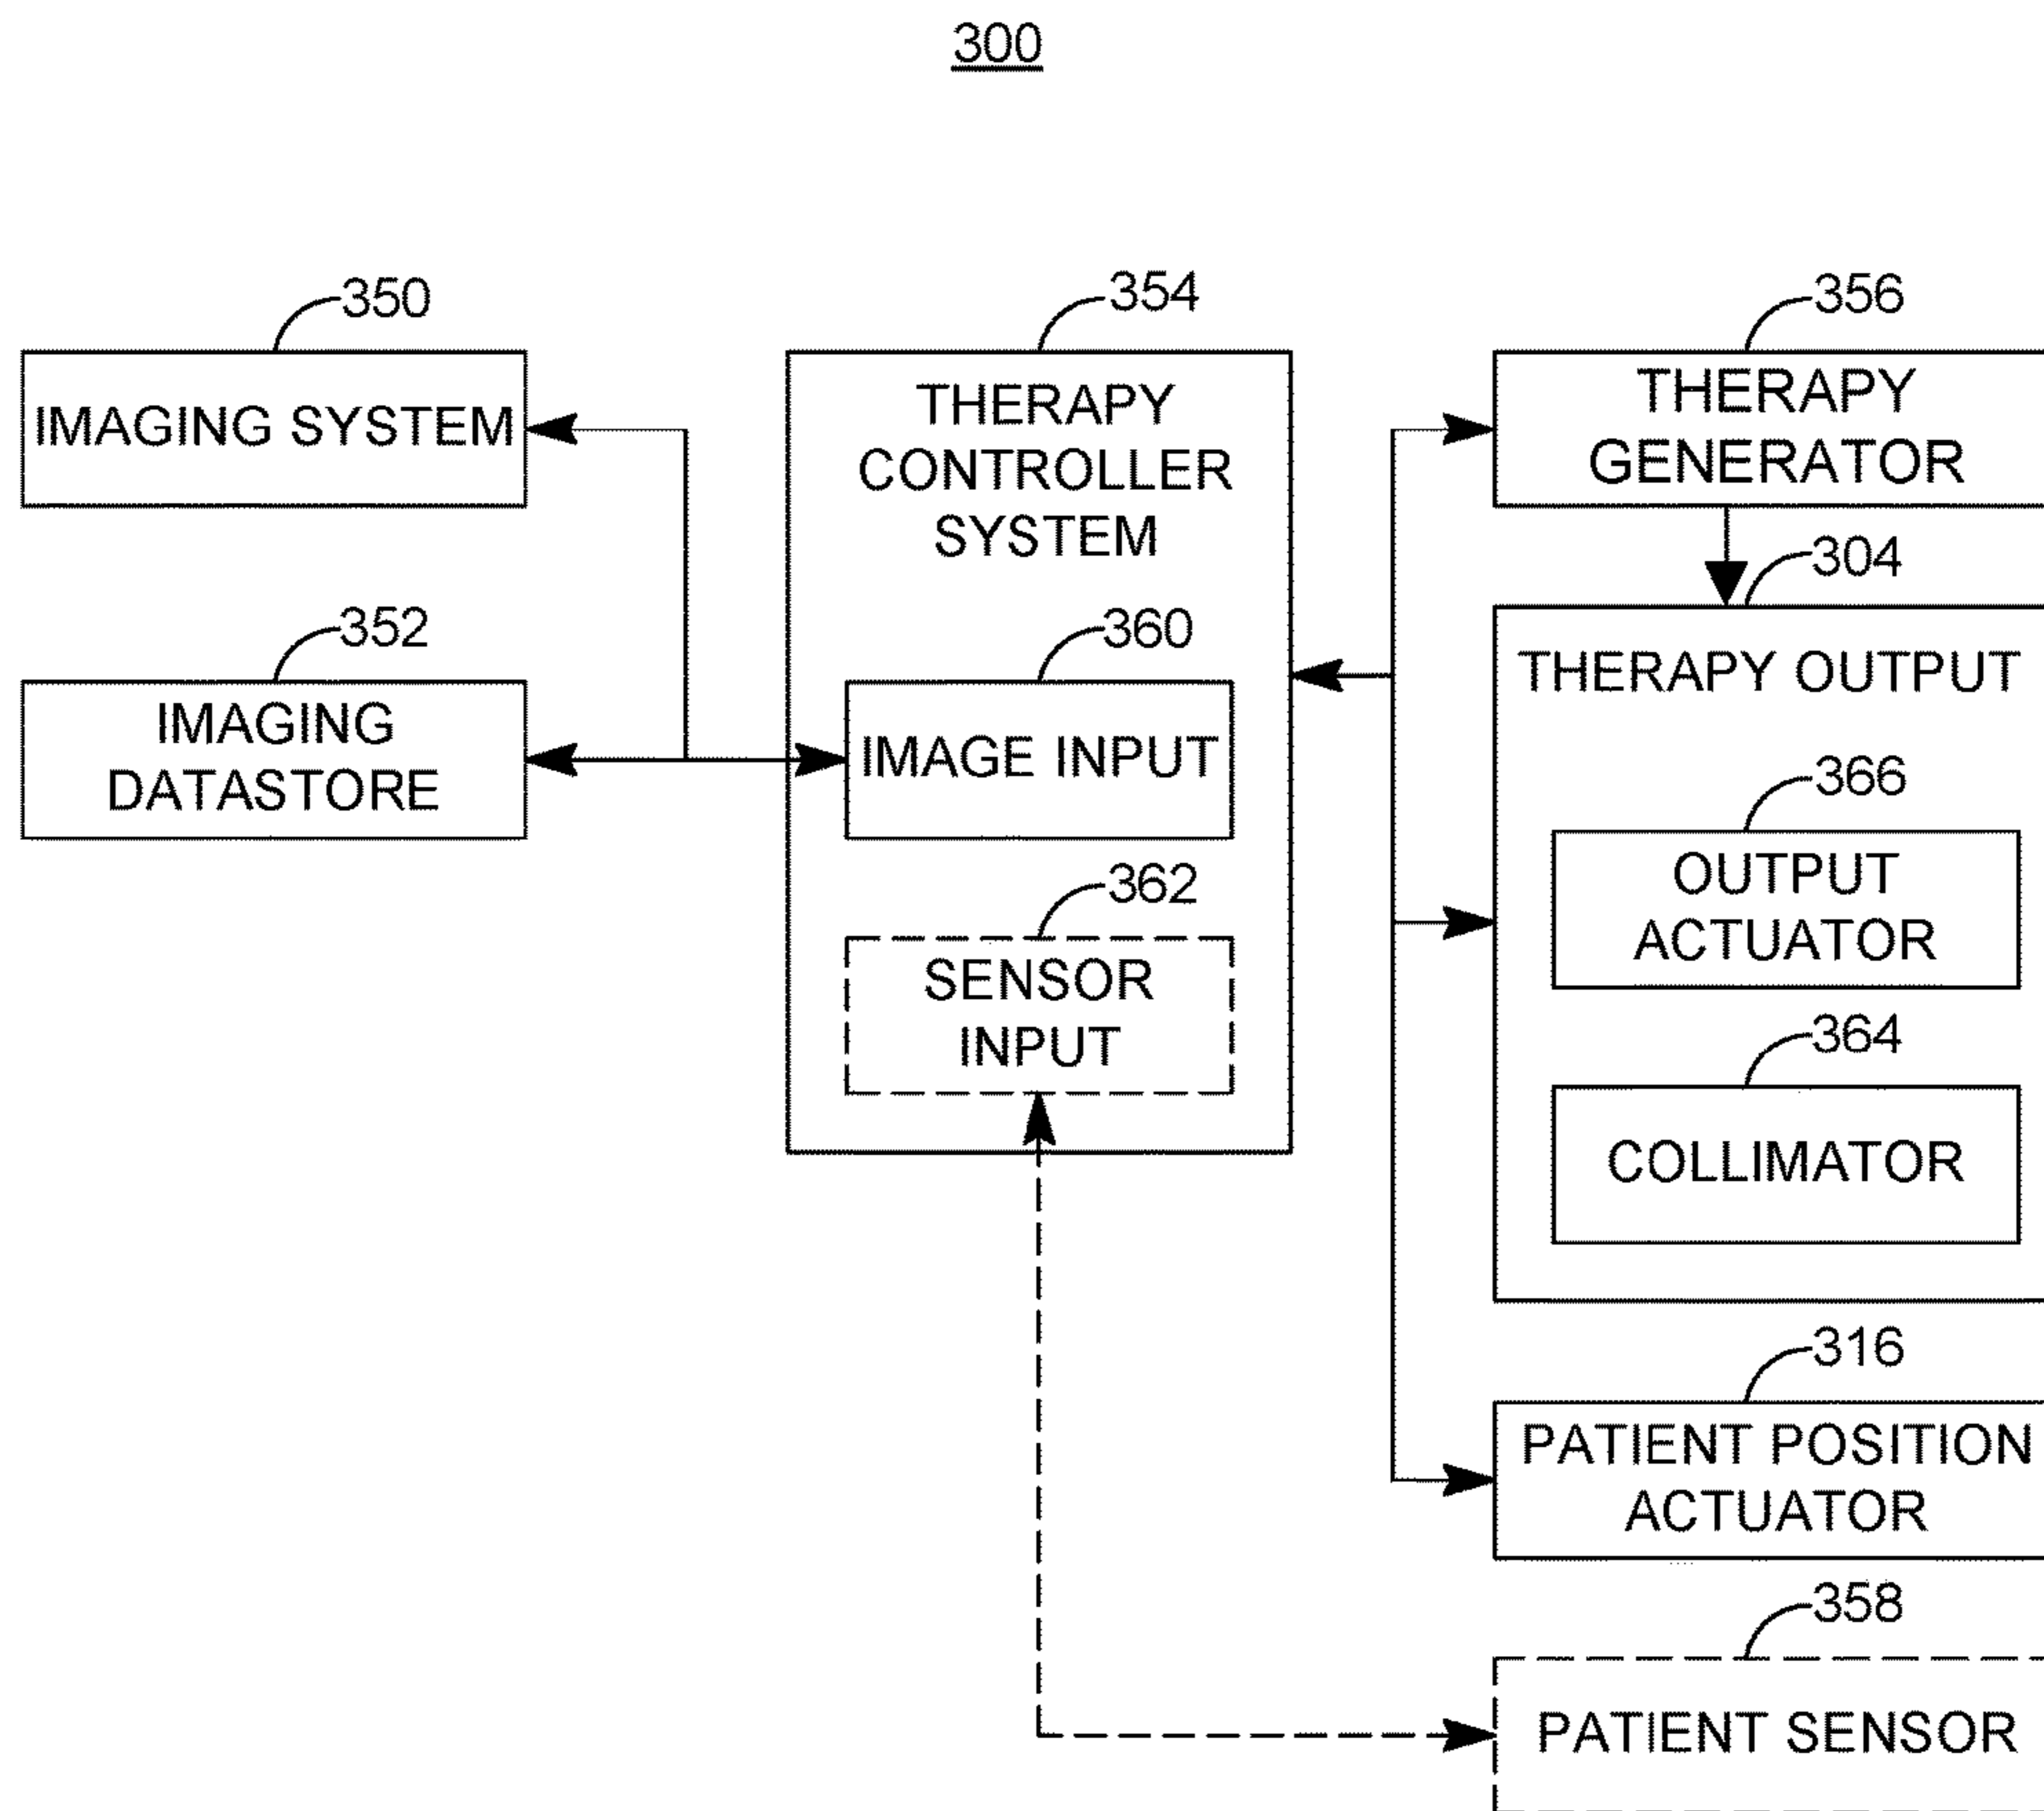 300
350
IMAGING SYSTEM
352
IMAGING
DATASTORE
354
THERAPY
CONTROLLER
SYSTEM
360
IMAGE INPUT
362
SENSOR
INPUT
356
THERAPY
GENERATOR
304
THERAPY OUTPUT
366
OUTPUT
ACTUATOR
364
COLLIMATOR
316
PATIENT POSITION
ACTUATOR
358
PATIENT SENSOR